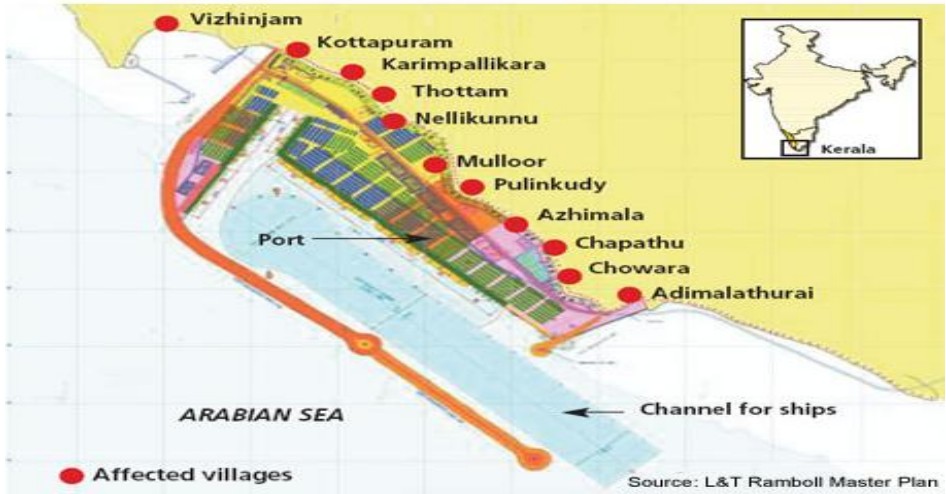 Vizhinjam
Kottapuram
Karimpallikara
Thottam
Nellikunnu
Mulloor
Pulinkudy
Azhimala
Chapathu
Chowara
Adimalathurai
Kerala
Port
ARABIAN SEA
Channel for ships
Affected villages
Source: L&T Ramboll Master Plan